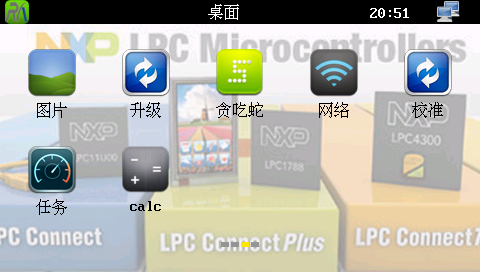 桌面 20:51
NXP LPC Microcontrollers
图片 升级 贪吃蛇 网络 校准
NXP NXP NXP
LPC11U00 LPC1788 LPC4300
任务 calc
LPC Connect LPC Connect Plus LPC Connect